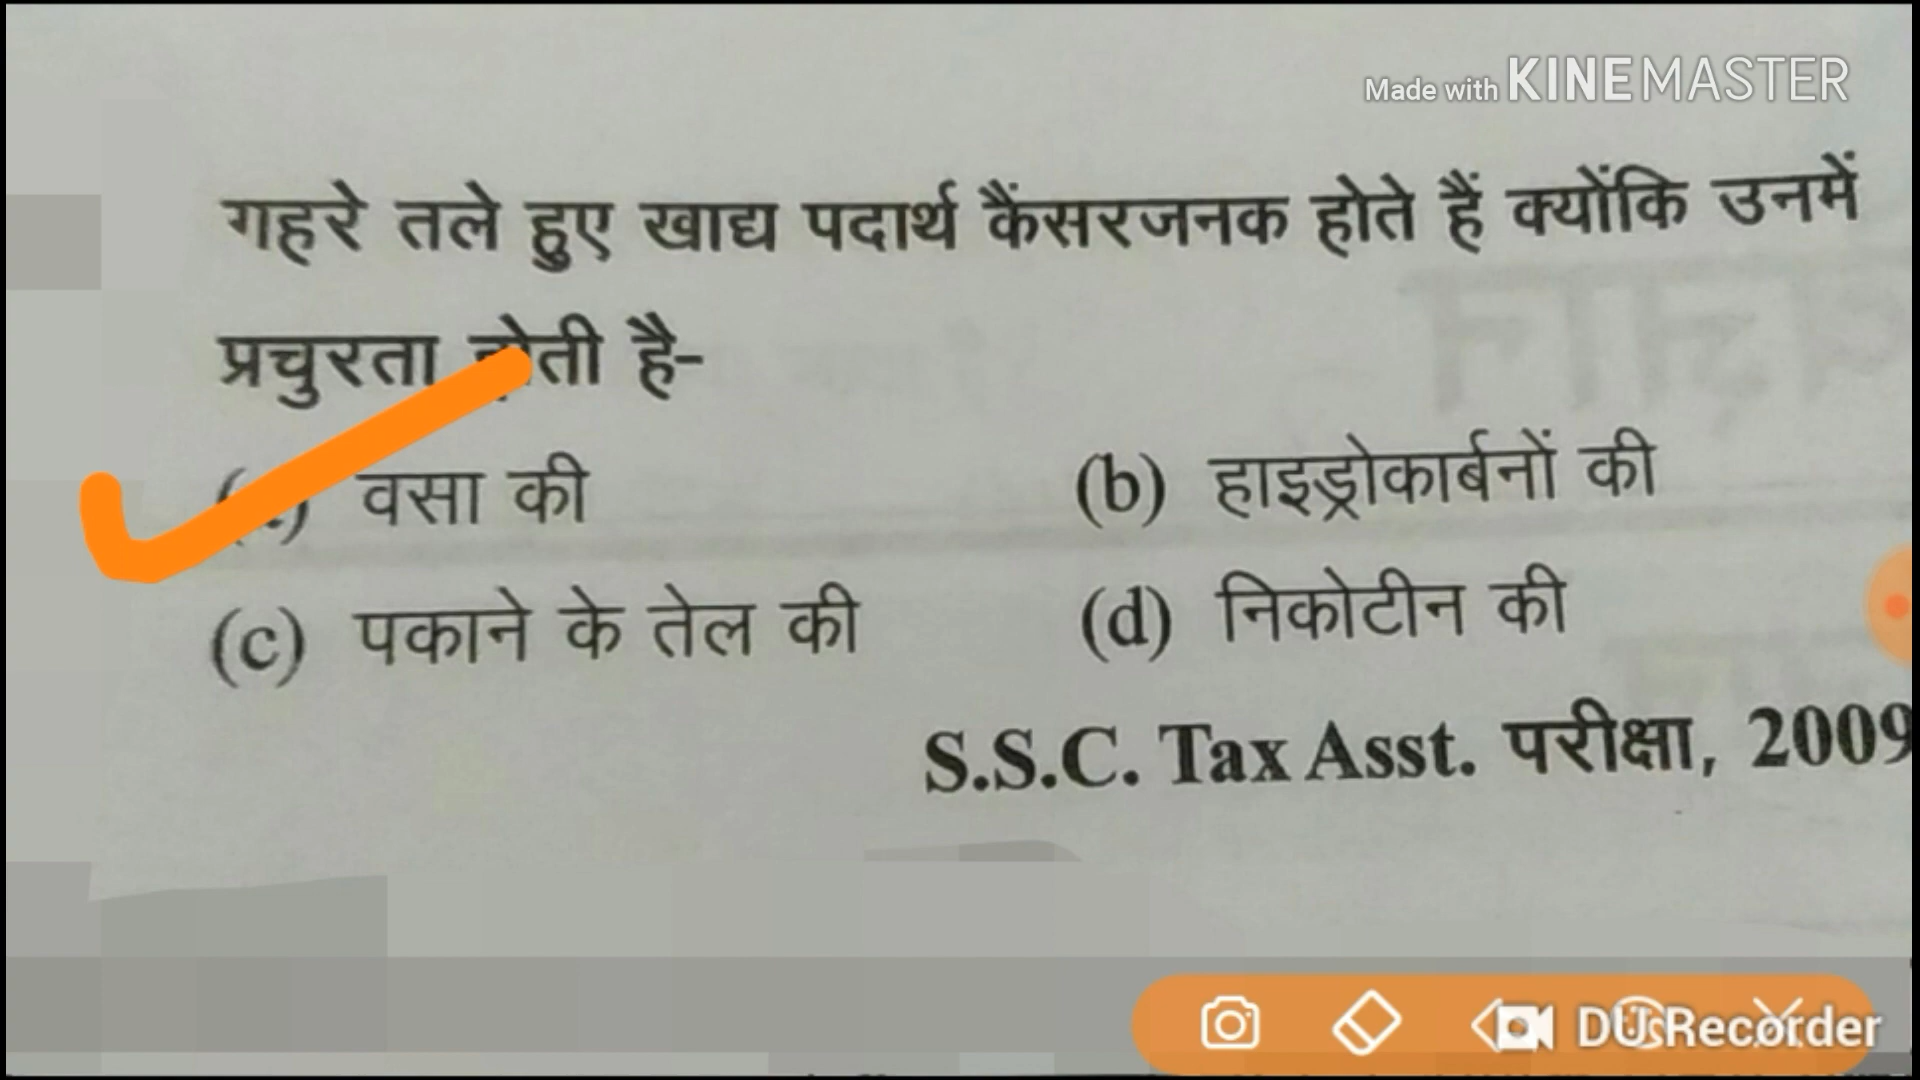 Made with KINEMASTER
गहरे तले हुए खाद्य पदार्थ कैंसरजनक होते हैं क्योंकि उनमें
प्रचुरता होती है-
वसा की (b) हाइड्रोकार्बनों की
(c) पकाने के तेल की (d) निकोटीन की
S.S.C. Tax Asst. परीक्षा, 2009
DU Recorder